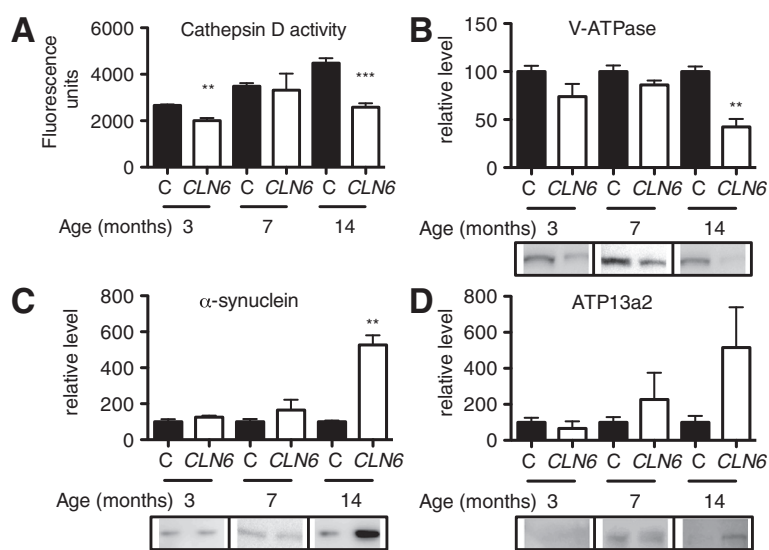 A
Cathepsin D activity
Fluorescence units
6000
4000
2000
0
**
***
C CLN6 C CLN6 C CLN6
Age (months) 3 7 14
B
V-ATPase
relative level
150
100
50
0
**
C CLN6 C CLN6 C CLN6
Age (months) 3 7 14
C
α-synuclein
relative level
800
600
400
200
0
**
C CLN6 C CLN6 C CLN6
Age (months) 3 7 14
D
ATP13a2
relative level
800
600
400
200
0
C CLN6 C CLN6 C CLN6
Age (months) 3 7 14